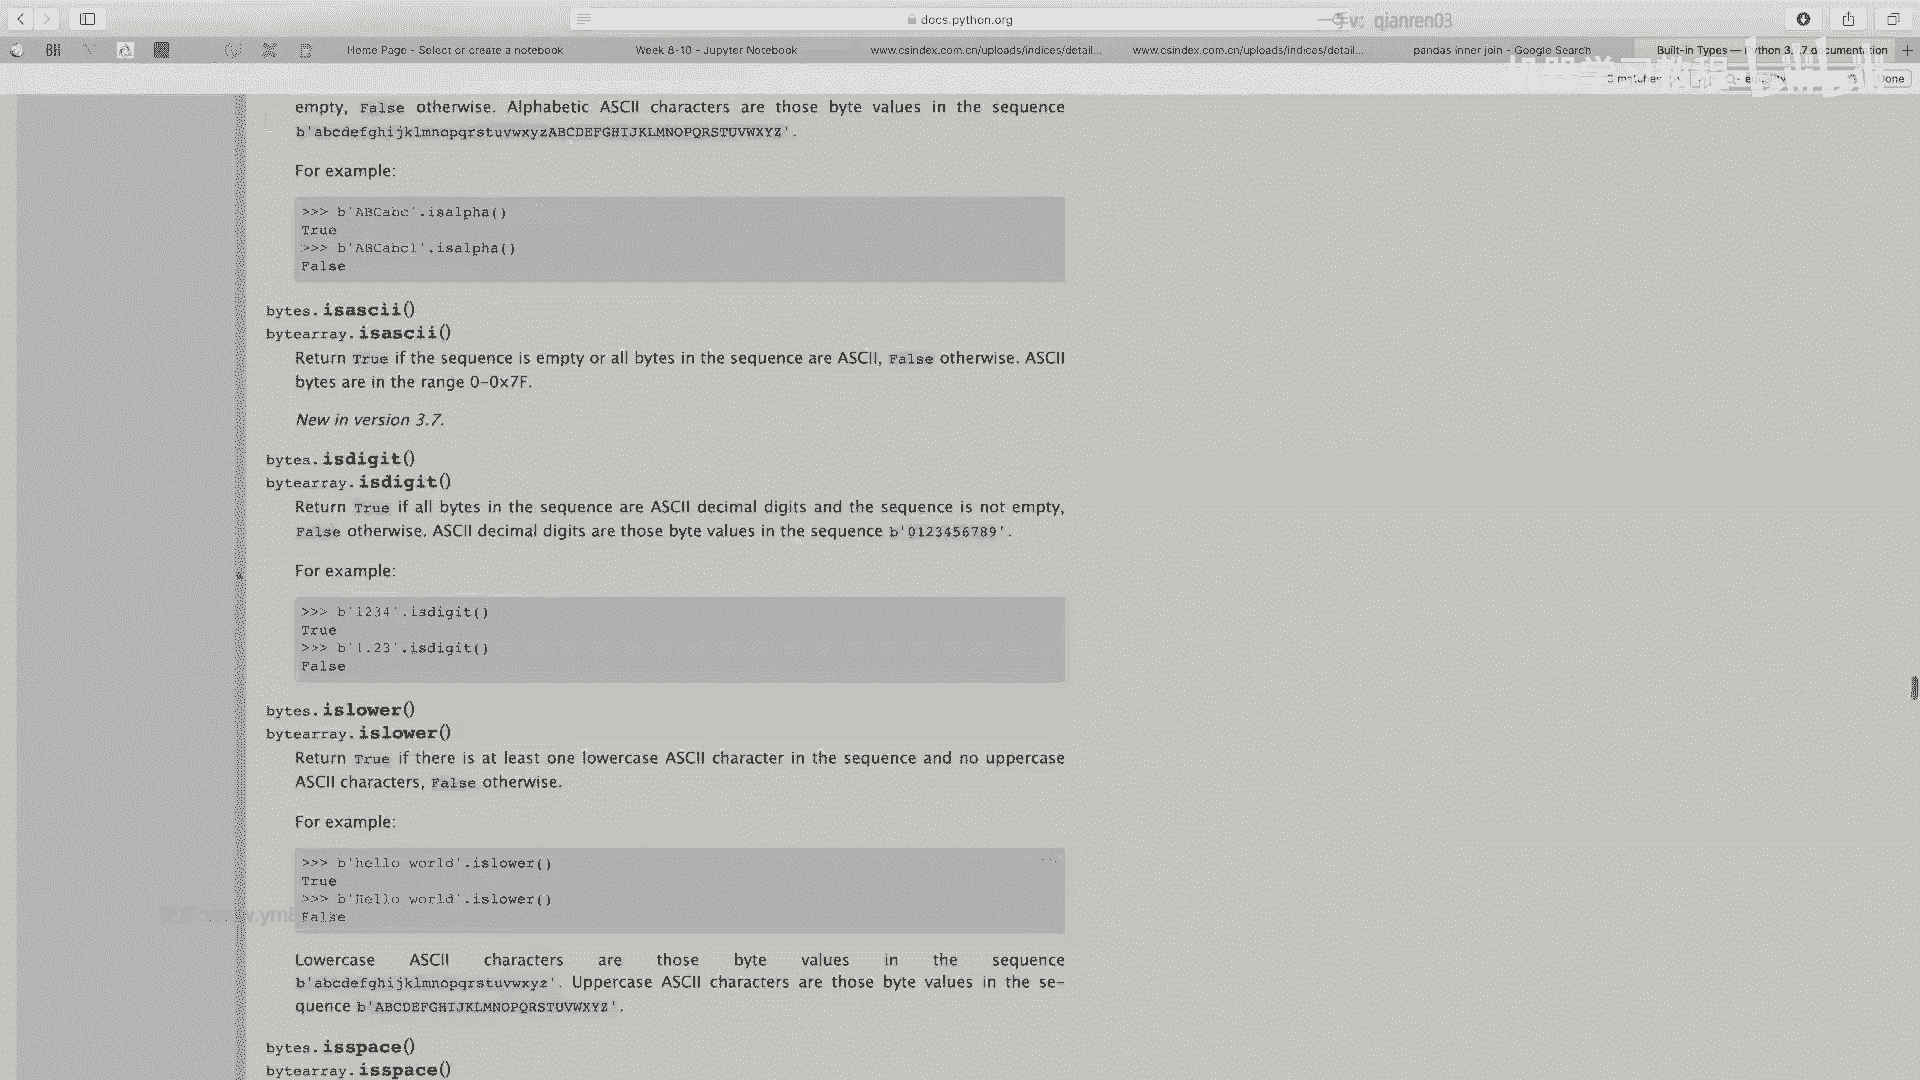 docs.python.org
v: qianren03
BH
Home Page - Select or create a notebook
Week 8-10 - Jupyter Notebook
www.csindex.com.cn/uploads/indices/detail...
www.csindex.com.cn/uploads/indices/detail...
pandas inner join - Google Search
Built-in Types — Python 3.7.7 documentation
Done
empty, False otherwise. Alphabetic ASCII characters are those byte values in the sequence
b'abcdefghijklmnopqrstuvwxyzABCDEFGHIJKLMNOPQRSTUVWXYZ'.
For example:
>>> b'ABCabc'.isalpha()
True
>>> b'ABCabc1'.isalpha()
False
bytes.isascii()
bytearray.isascii()
Return True if the sequence is empty or all bytes in the sequence are ASCII, False otherwise. ASCII
bytes are in the range 0-0x7F.
New in version 3.7.
bytes.isdigit()
bytearray.isdigit()
Return True if all bytes in the sequence are ASCII decimal digits and the sequence is not empty,
False otherwise. ASCII decimal digits are those byte values in the sequence b'0123456789'.
For example:
>>> b'1234'.isdigit()
True
>>> b'1.23'.isdigit()
False
bytes.islower()
bytearray.islower()
Return True if there is at least one lowercase ASCII character in the sequence and no uppercase
ASCII characters, False otherwise.
For example:
>>> b'hello world'.islower()
True
>>> b'Hello world'.islower()
False
Lowercase ASCII characters are those byte values in the sequence
b'abcdefghijklmnopqrstuvwxyz'. Uppercase ASCII characters are those byte values in the se-
quence b'ABCDEFGHIJKLMNOPQRSTUVWXYZ'.
bytes.isspace()
bytearray.isspace()